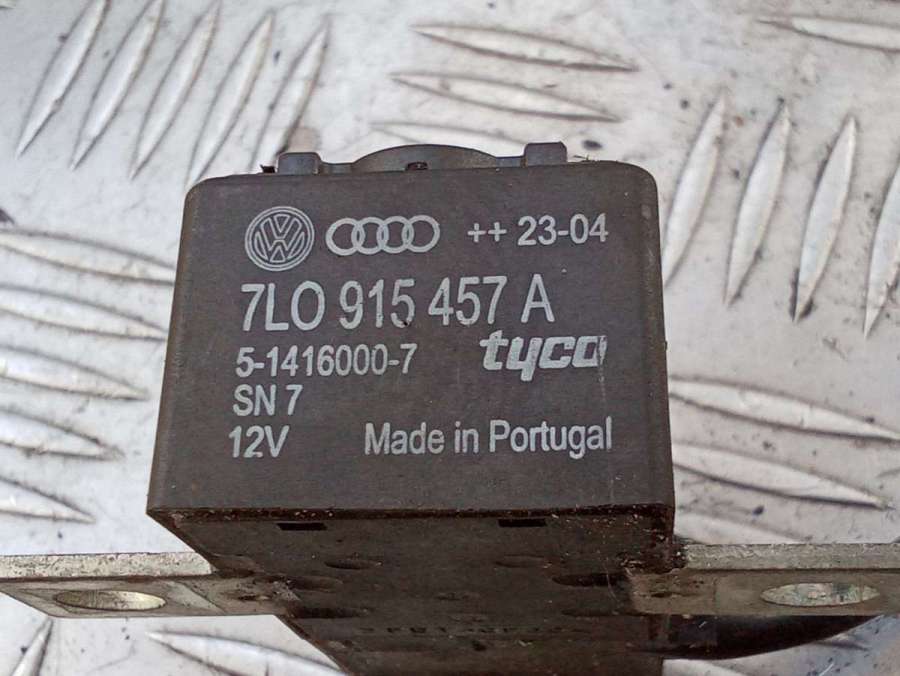 ++ 23-04
7L0 915 457 A
5-1416000-7 tyco
SN 7
12V Made in Portugal